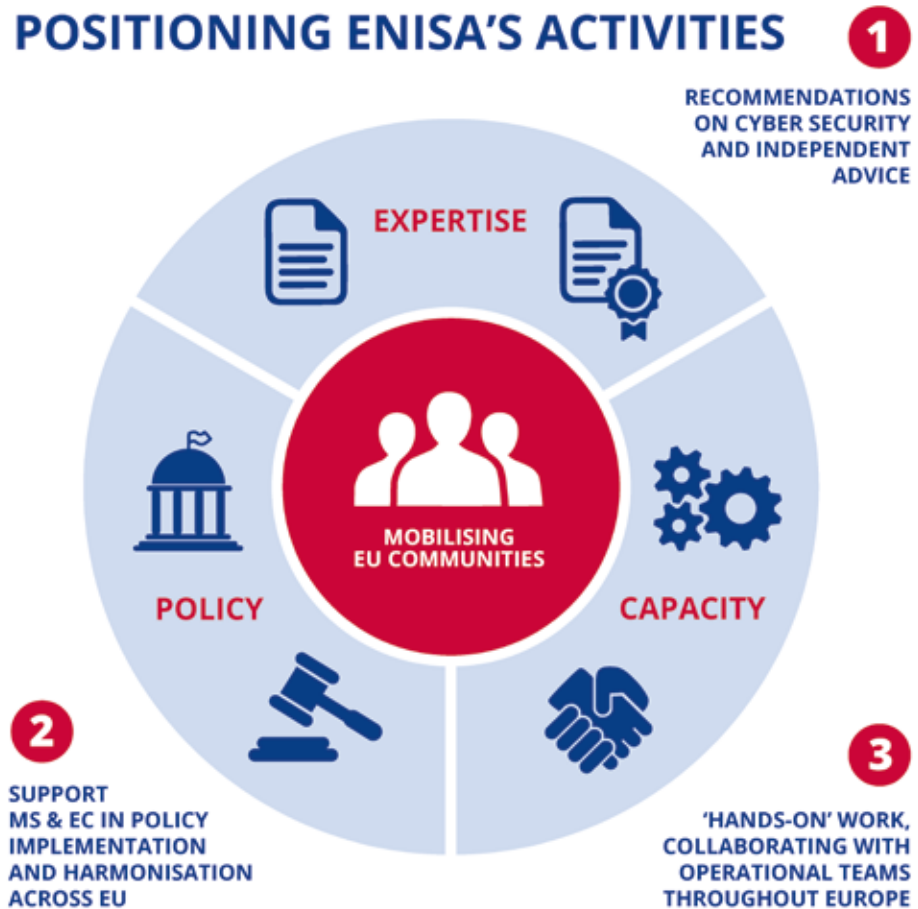 POSITIONING ENISA'S ACTIVITIES
1
RECOMMENDATIONS
ON CYBER SECURITY
AND INDEPENDENT
ADVICE
EXPERTISE
MOBILISING
EU COMMUNITIES
POLICY
CAPACITY
2
SUPPORT
MS & EC IN POLICY
IMPLEMENTATION
AND HARMONISATION
ACROSS EU
3
‘HANDS-ON’ WORK,
COLLABORATING WITH
OPERATIONAL TEAMS
THROUGHOUT EUROPE